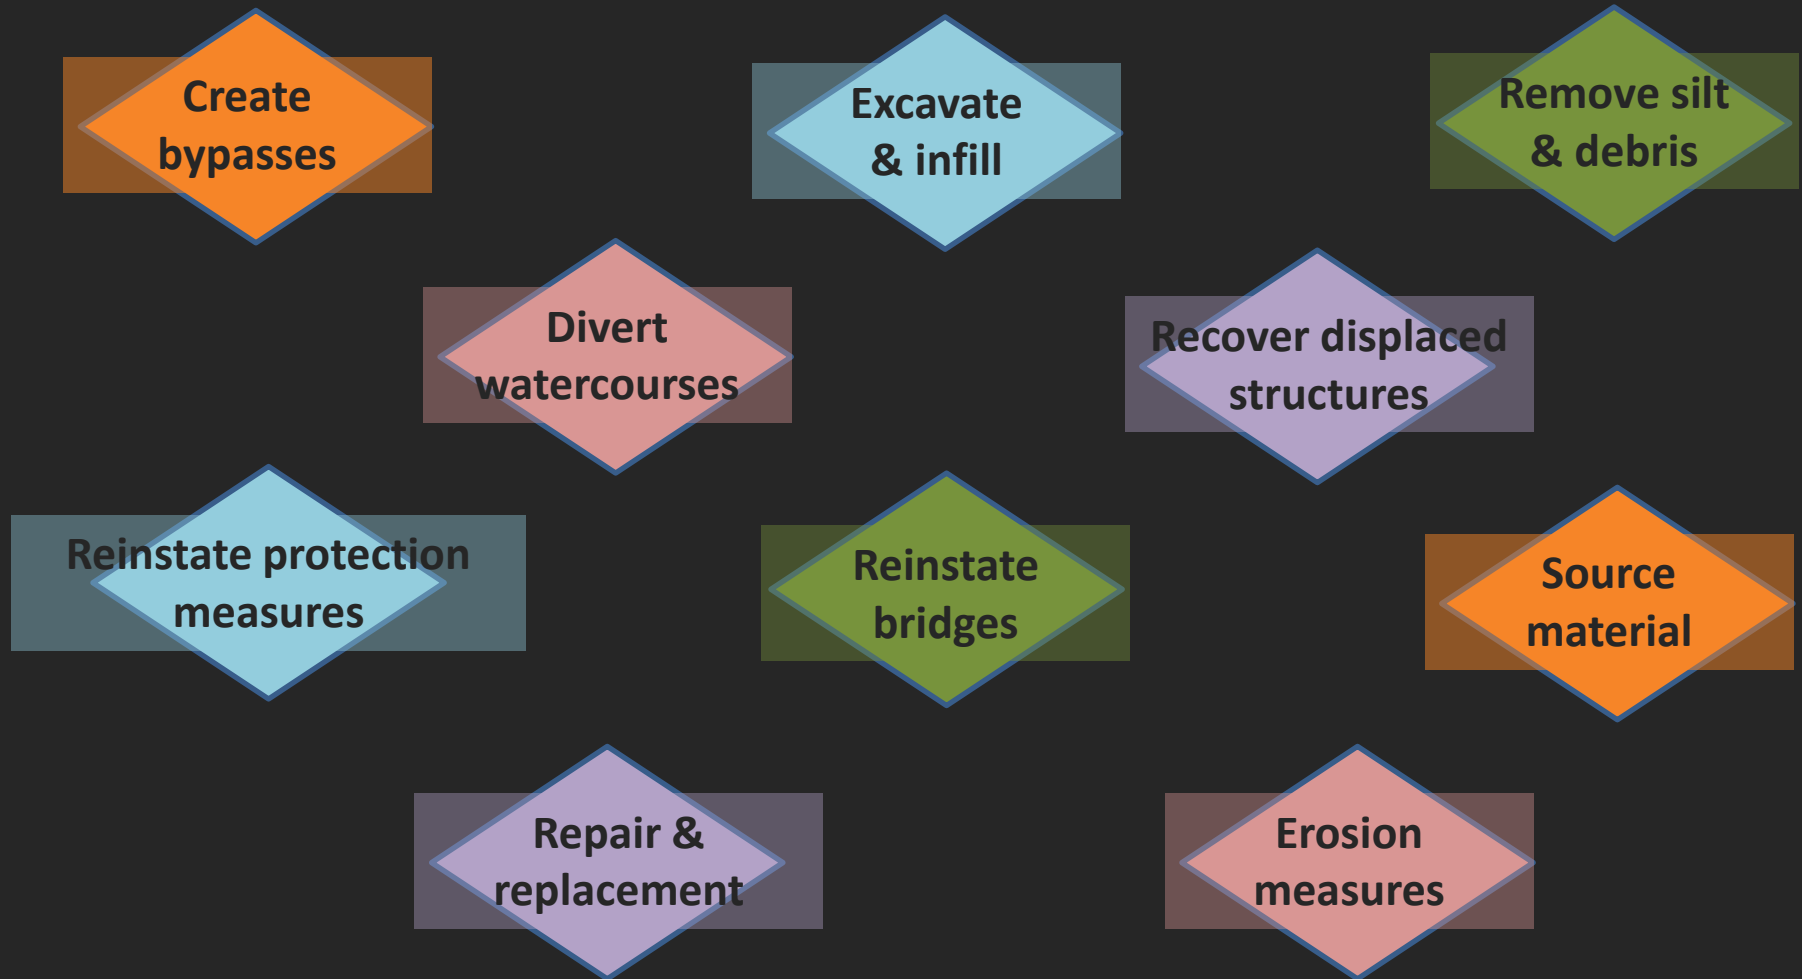 Create
bypasses
Excavate
& infill
Remove silt
& debris
Divert
watercourses
Recover displaced
structures
Reinstate protection
measures
Reinstate
bridges
Source
material
Repair &
replacement
Erosion
measures